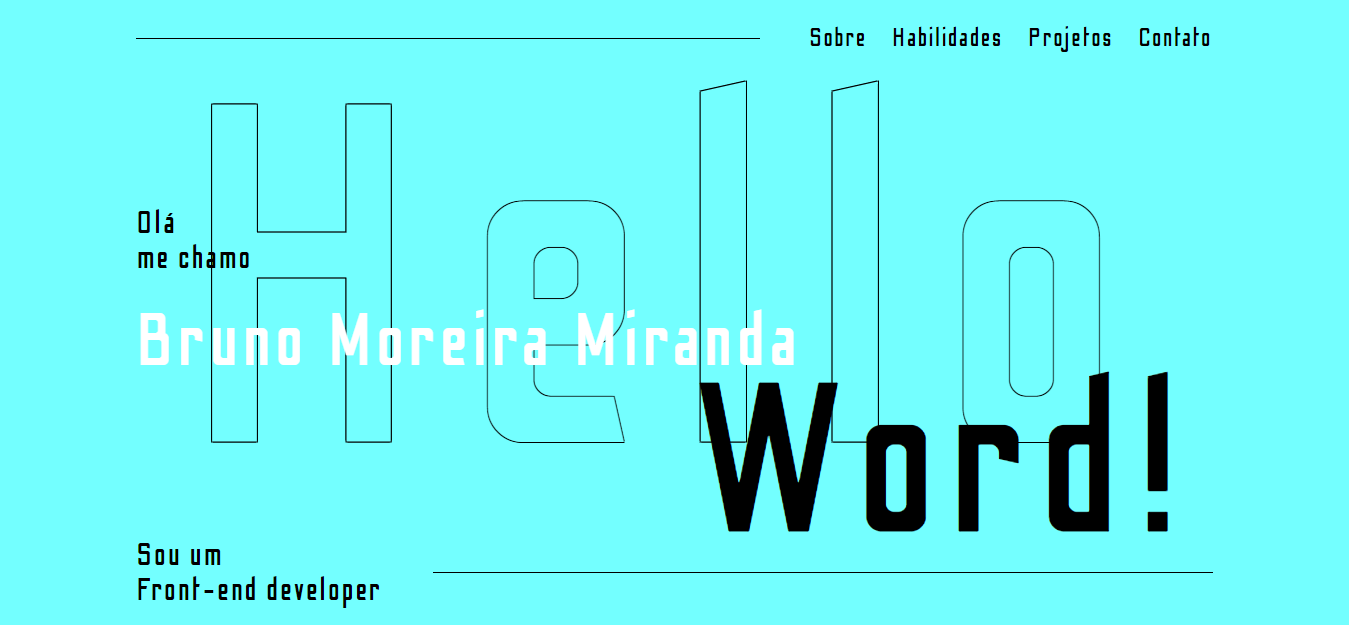 Sobre Habilidades Projetos Contato
Hello
Olá
me chamo
Bruno Moreira Miranda
Word!
Sou um
Front-end developer